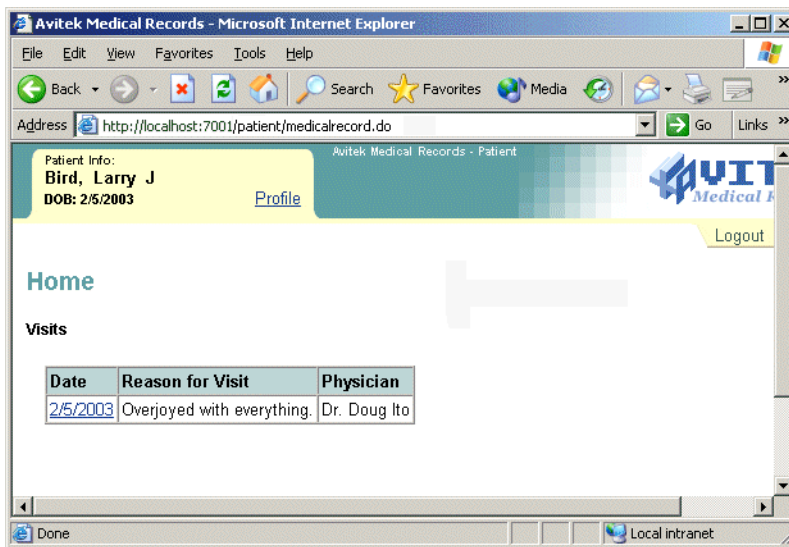 Avitek Medical Records - Microsoft Internet Explorer
File Edit View Favorites Tools Help
Back Search Favorites Media »
Address http://localhost:7001/patient/medicalrecord.do Go Links »
Patient Info:
Bird, Larry J
DOB: 2/5/2003 Profile
Avitek Medical Records - Patient
AVIT
Medical R
Logout
Home
Visits
Date Reason for Visit Physician
2/5/2003 Overjoyed with everything. Dr. Doug Ito
Done Local intranet